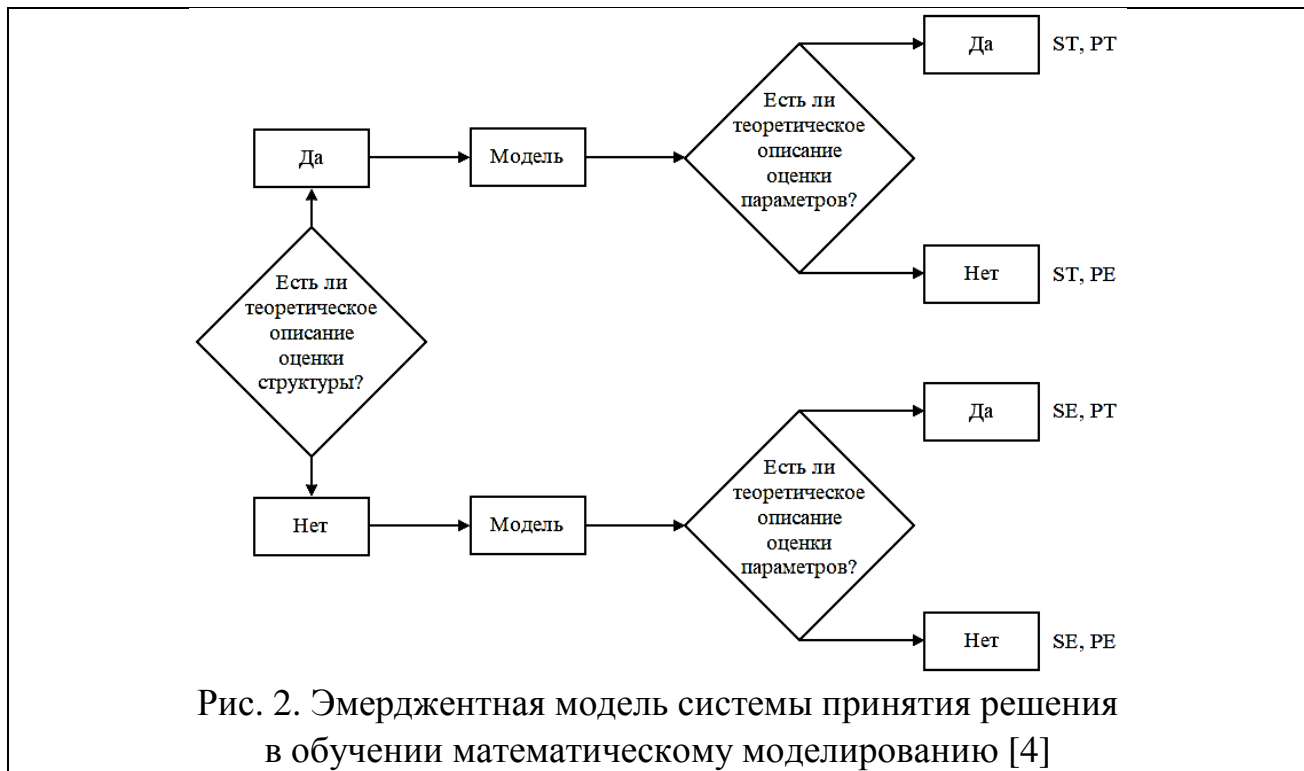 Да
ST, PT
Есть ли
теоретическое
описание
оценки
параметров?
Да
Модель
Нет
ST, PE
Есть ли
теоретическое
описание
оценки
структуры?
Да
SE, PT
Есть ли
теоретическое
описание
оценки
параметров?
Нет
Модель
Нет
SE, PE
Рис. 2. Эмерджентная модель системы принятия решения
в обучении математическому моделированию [4]